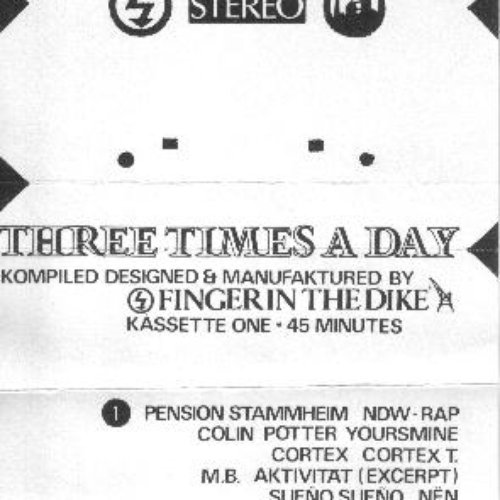 STEREO
THREE TIMES A DAY
KOMPILED DESIGNED & MANUFAKTURED BY
FINGER IN THE DIKE
KASSETTE ONE • 45 MINUTES
1 PENSION STAMMHEIM NDW-RAP
COLIN POTTER YOURSMINE
CORTEX CORTEX T.
M.B. AKTIVITAT (EXCERPT)
SUEÑO SUEÑO NËN